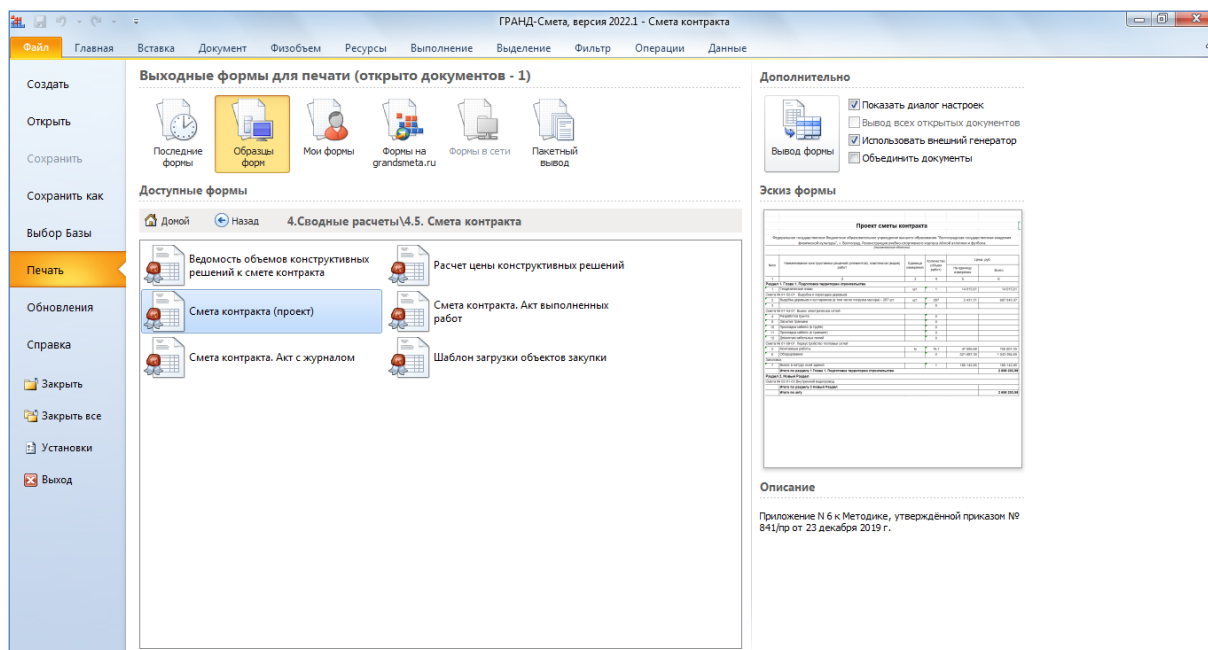 ГРАНД-Смета, версия 2022.1 - Смета контракта
Файл Главная Вставка Документ Физобъем Ресурсы Выполнение Выделение Фильтр Операции Данные
Создать
Открыть
Сохранить
Сохранить как
Выбор Базы
Печать
Обновления
Справка
Закрыть
Закрыть все
Установки
Выход
Выходные формы для печати (открыто документов - 1)
Последние формы
Образцы форм
Мои формы
Формы на grandsmeta.ru
Формы в сети
Пакетный вывод
Доступные формы
Домой Назад 4.Сводные расчеты\4.5. Смета контракта
Ведомость объемов конструктивных
решений к смете контракта
Расчет цены конструктивных решений
Смета контракта (проект)
Смета контракта. Акт выполненных
работ
Смета контракта. Акт с журналом
Шаблон загрузки объектов закупки
Дополнительно
Вывод формы
Показать диалог настроек
Вывод всех открытых документов
Использовать внешний генератор
Объединить документы
Эскиз формы
Проект сметы контракта
Описание
Приложение N 6 к Методике, утверждённой приказом №
841/пр от 23 декабря 2019 г.